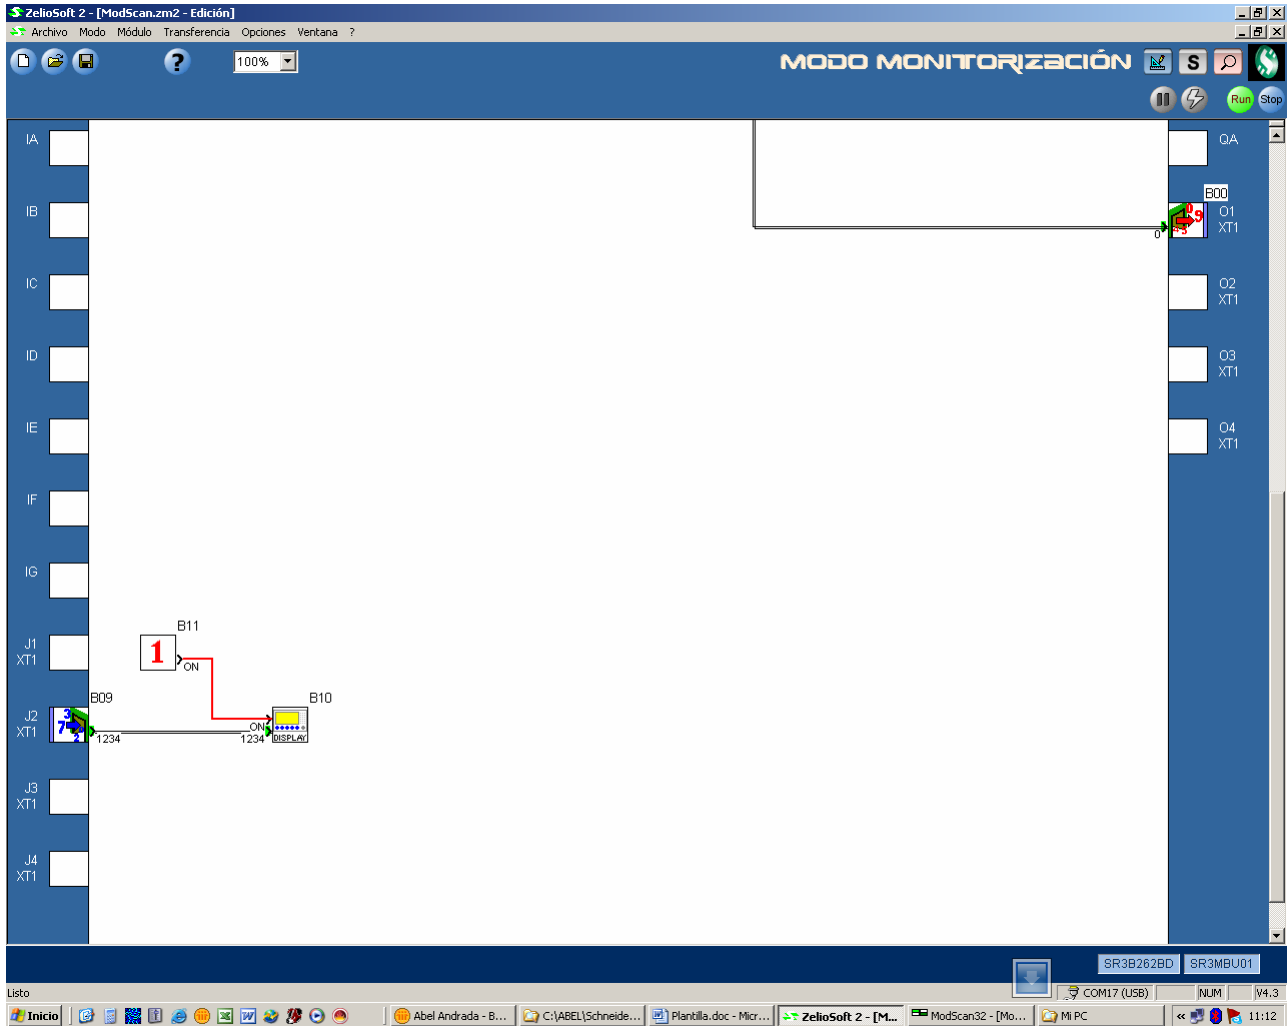 ZelioSoft 2 - [ModScan.zm2 - Edición]
Archivo Modo Módulo Transferencia Opciones Ventana ?
100%
MODO MONITORIZACIÓN
S
Run Stop
IA
QA
B00
IB
O1
XT1
0
IC
O2
XT1
ID
O3
XT1
IE
O4
XT1
IF
IG
B11
J1
XT1
1
ON
B09
B10
J2
XT1
1234
ON
1234
DISPLAY
J3
XT1
J4
XT1
SR3B262BD SR3MBU01
Listo
COM17 (USB) NUM V4.3
Inicio
Abel Andrada - B...
C:\ABEL\Schneide...
Plantilla.doc - Micr...
ZelioSoft 2 - [M...
ModScan32 - [Mo...
Mi PC
11:12